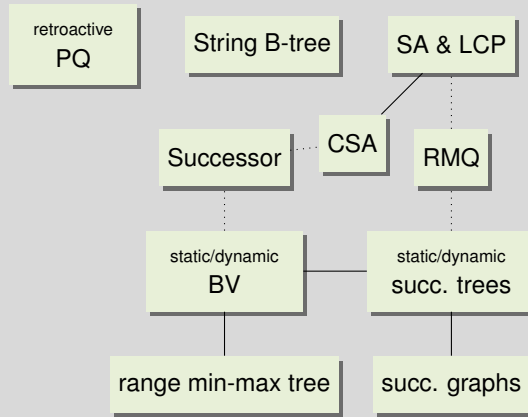 retroactive
PQ
String B-tree
SA & LCP
Successor
CSA
RMQ
static/dynamic
BV
static/dynamic
succ. trees
range min-max tree
succ. graphs